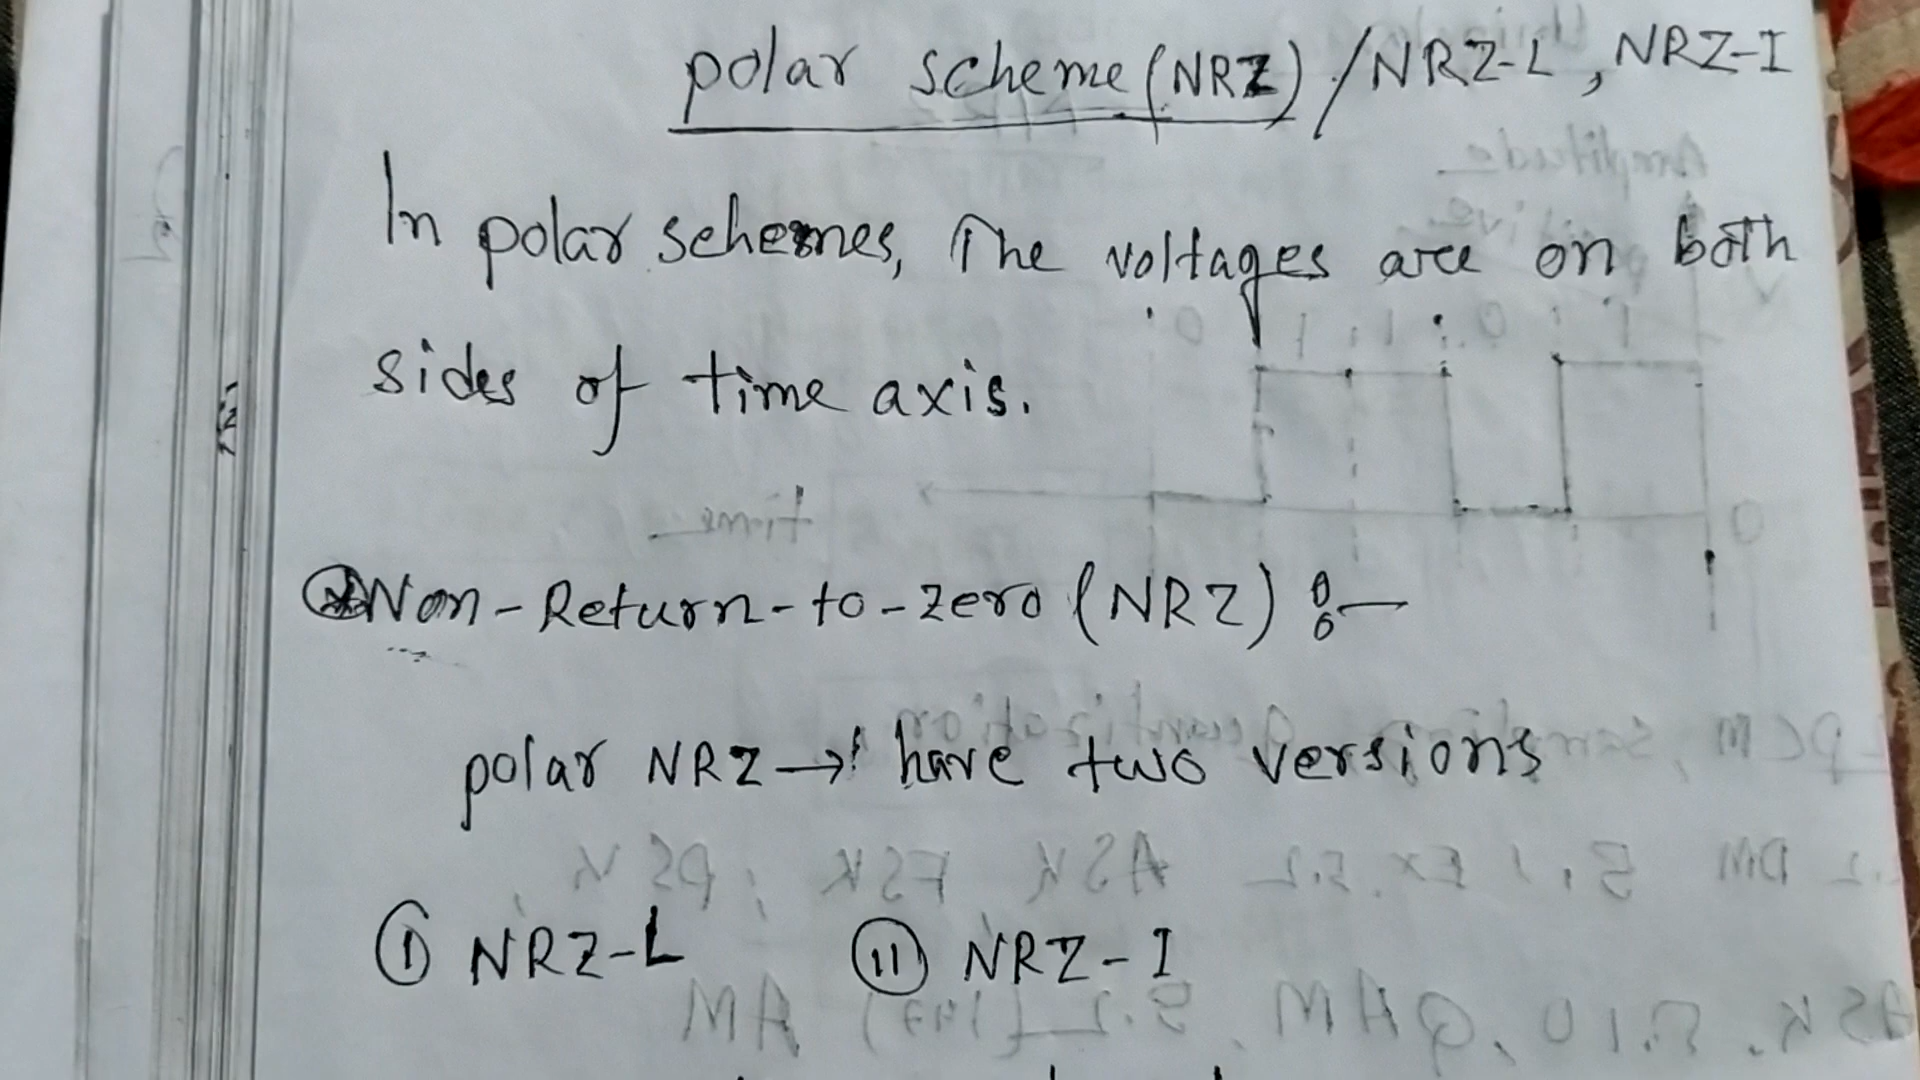 polar scheme (NRZ) / NRZ-L, NRZ-I
In polar schemes, The voltages are on both
sides of time axis.
Non-Return-to-zero (NRZ) :-
polar NRZ → have two versions
(I) NRZ-L (II) NRZ-I